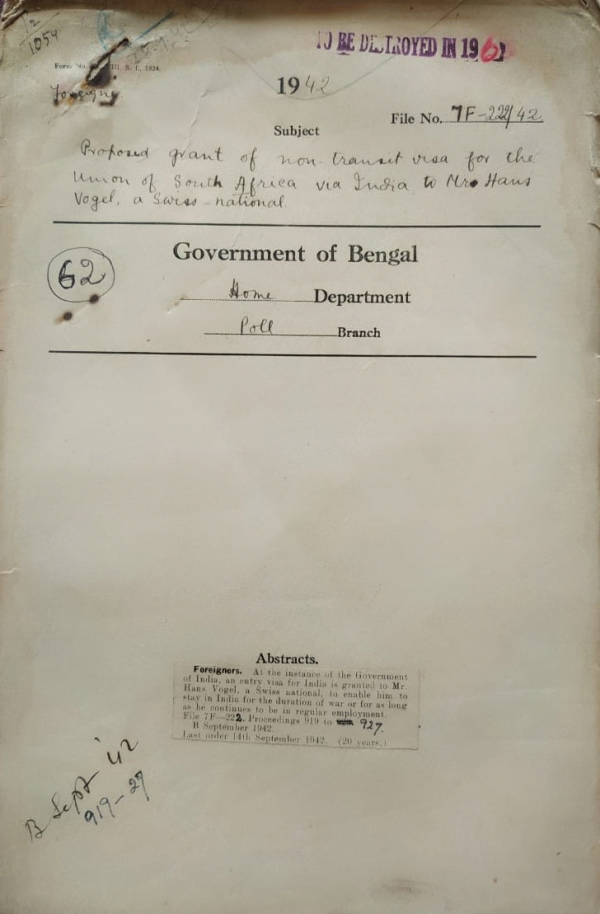 1054
TO BE DESTROYED IN 196
Form No.
B. I., 1924.
Foreigns
1942
File No. 7F-222/42
Subject
Proposed grant of non-transit visa for the
Union of South Africa via India to Mr. Hans
Vogel, a Swiss-national
Government of Bengal
62
Home Department
Poll Branch
Abstracts.
Foreigners. At the instance of the Government
of India, an entry visa for India is granted to Mr.
Hans Vogel, a Swiss national, to enable him to
stay in India for the duration of war or for as long
as he continues to be in regular employment.
File 7F—222. Proceedings 919 to 927.
B September 1942.
Last order 14th September 1942. (20 years.)
B Sept '42
919-27